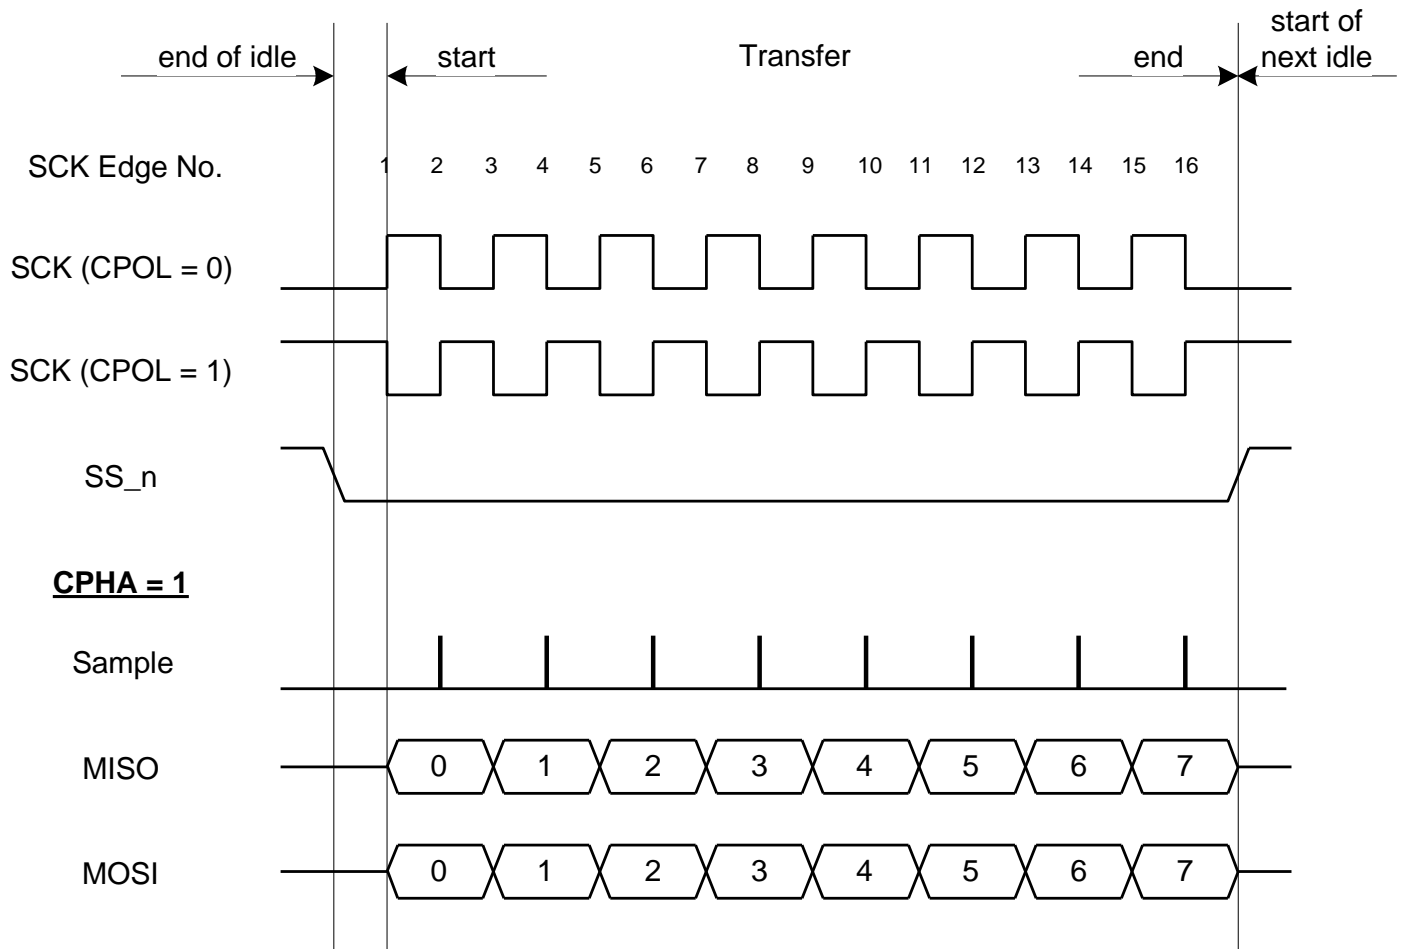 start of
end of idle start Transfer end next idle
SCK Edge No. 1 2 3 4 5 6 7 8 9 10 11 12 13 14 15 16
SCK (CPOL = 0)
SCK (CPOL = 1)
SS_n
CPHA = 1
Sample
MISO 0 1 2 3 4 5 6 7
MOSI 0 1 2 3 4 5 6 7